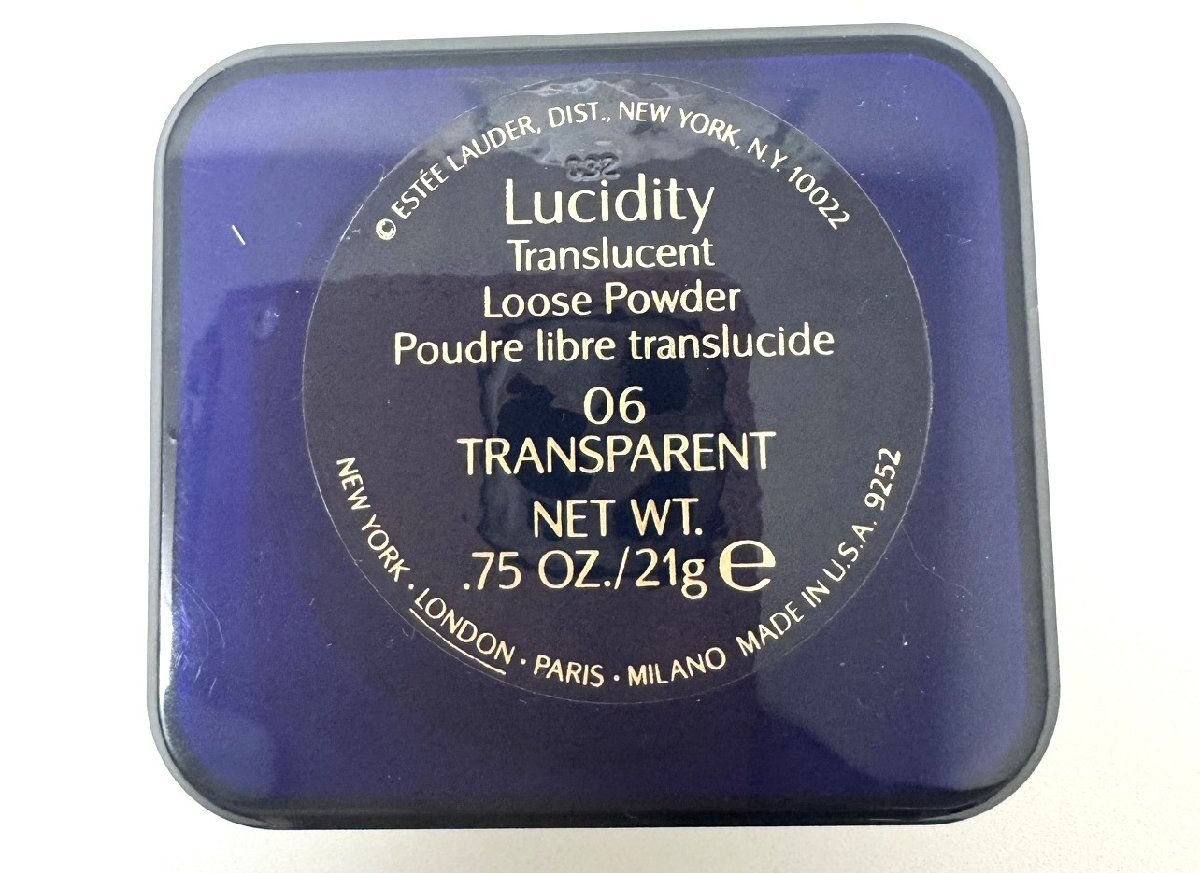 © ESTÉE LAUDER, DIST., NEW YORK, N.Y. 10022
Lucidity
Translucent
Loose Powder
Poudre libre translucide
06
TRANSPARENT
NET WT.
.75 OZ./21g e
NEW YORK · LONDON · PARIS · MILANO MADE IN U.S.A. 9252